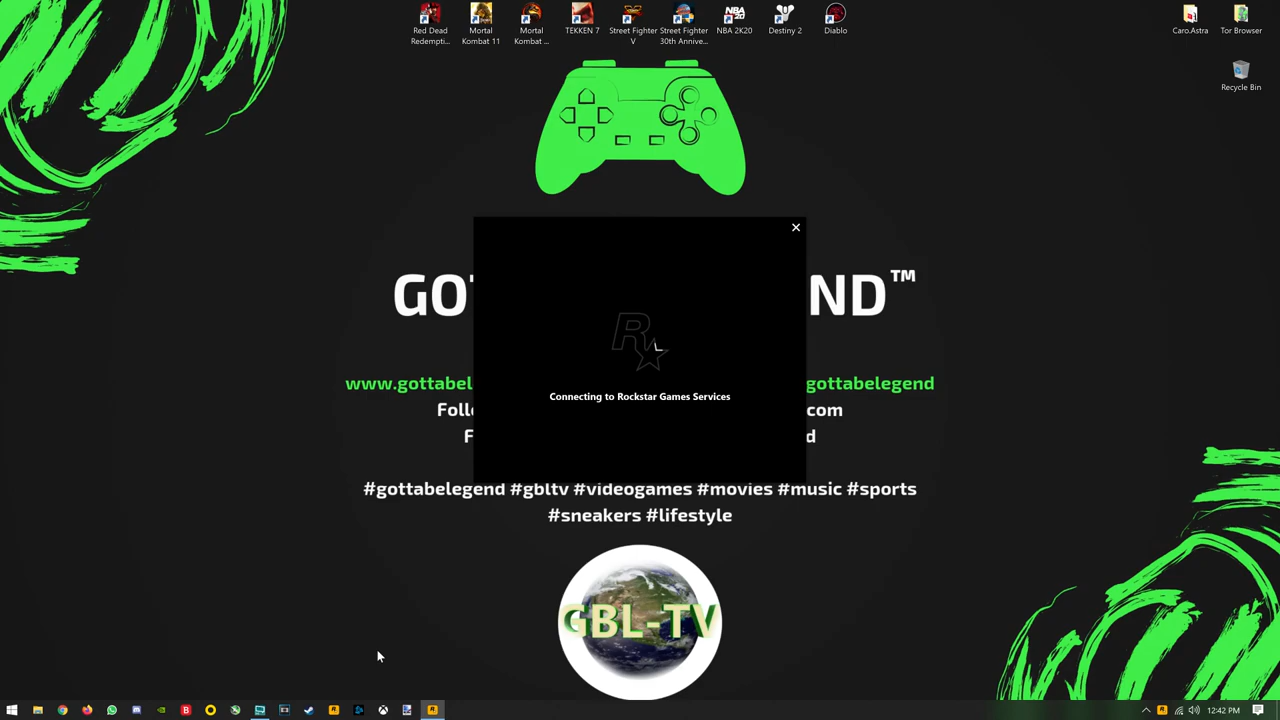 Red Dead
Redempti...
Mortal
Kombat 11
Mortal
Kombat ...
TEKKEN 7
Street Fighter
V
Street Fighter
30th Annive...
NBA 2K20
Destiny 2
Diablo
Caro.Astra
Tor Browser
Recycle Bin
GO
ND™
www.gottabel
gottabelegend
Foll
com
F
d
Connecting to Rockstar Games Services
#gottabelegend #gbltv #videogames #movies #music #sports
#sneakers #lifestyle
GBL-TV
12:42 PM